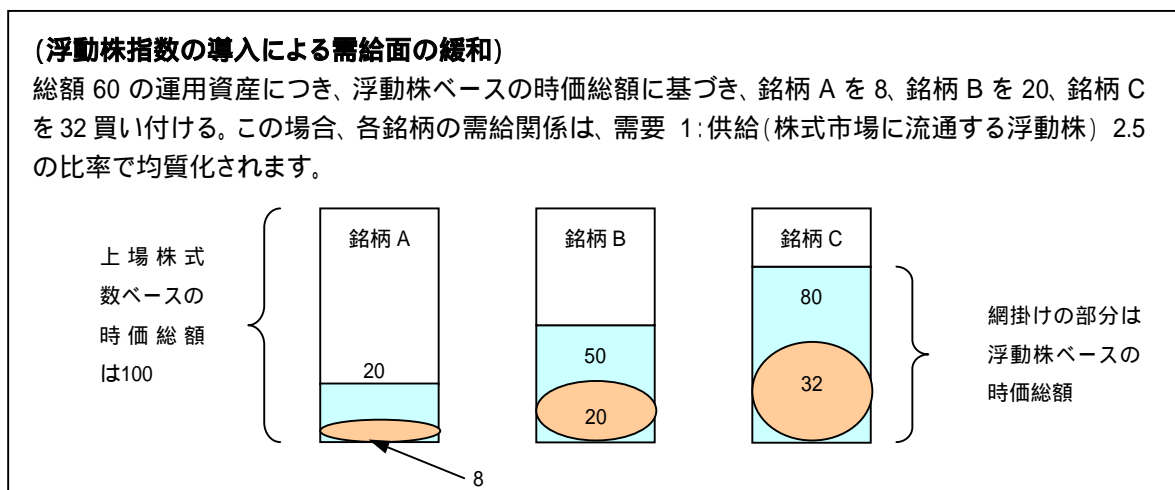 (浮動株指数の導入による需給面の緩和)
総額 60 の運用資産につき、浮動株ベースの時価総額に基づき、銘柄 A を 8、銘柄 B を 20、銘柄 C
を 32 買い付ける。この場合、各銘柄の需給関係は、需要 1:供給(株式市場に流通する浮動株) 2.5
の比率で均質化されます。
上場株式
数ベースの
時価総額
は100
銘柄 A
20
8
銘柄 B
50
20
銘柄 C
80
32
網掛けの部分は
浮動株ベースの
時価総額